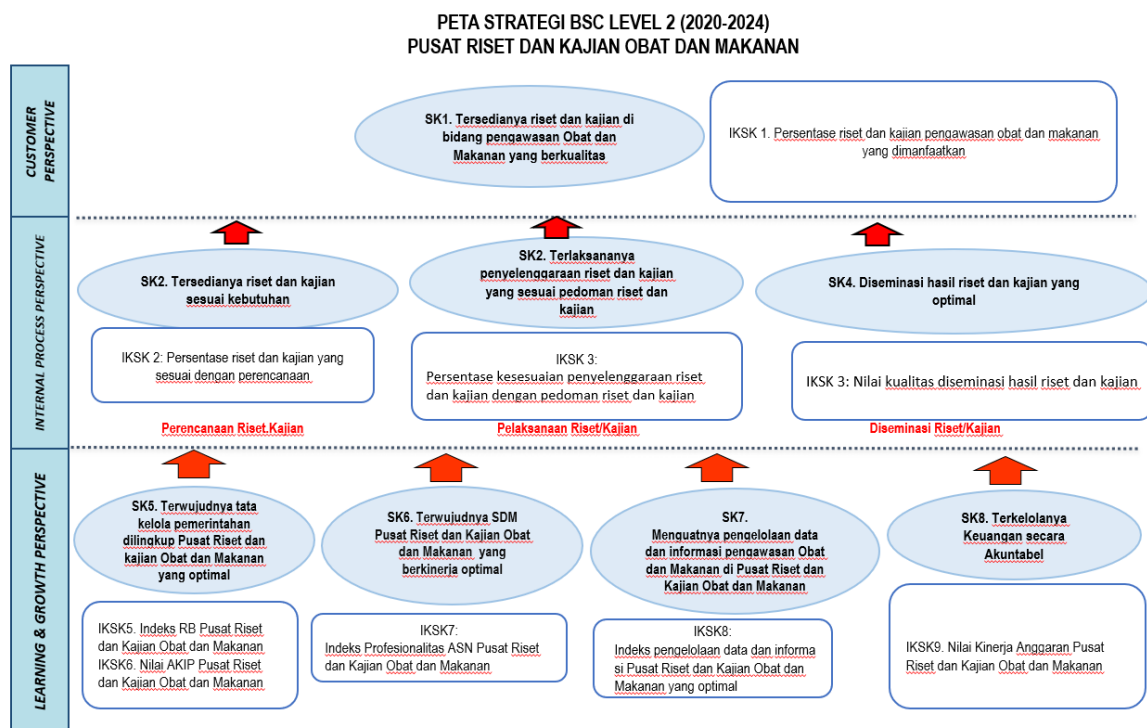 PETA STRATEGI BSC LEVEL 2 (2020-2024)
PUSAT RISET DAN KAJIAN OBAT DAN MAKANAN
CUSTOMER
PERSPECTIVE
SK1. Tersedianya riset dan kajian di
bidang pengawasan Obat dan
Makanan yang berkualitas
IKSK 1. Persentase riset dan kajian pengawasan obat dan makanan
yang dimanfaatkan
INTERNAL PROCESS PERSPECTIVE
SK2. Tersedianya riset dan kajian
sesuai kebutuhan
SK2. Terlaksananya
penyelenggaraan riset dan kajian
yang sesuai pedoman riset dan
kajian
SK4. Diseminasi hasil riset dan kajian yang
optimal
IKSK 2: Persentase riset dan kajian yang
sesuai dengan perencanaan
IKSK 3:
Persentase kesesuaian penyelenggaraan riset
dan kajian dengan pedoman riset dan kajian
IKSK 3: Nilai kualitas diseminasi hasil riset dan kajian
Perencanaan Riset.Kajian
Pelaksanaan Riset/Kajian
Diseminasi Riset/Kajian
LEARNING & GROWTH PERSPECTIVE
SK5. Terwujudnya tata
kelola pemerintahan
dilingkup Pusat Riset dan
kajian Obat dan Makanan
yang optimal
SK6. Terwujudnya SDM
Pusat Riset dan Kajian Obat
dan Makanan yang
berkinerja optimal
SK7.
Menguatnya pengelolaan data
dan informasi pengawasan Obat
dan Makanan di Pusat Riset dan
Kajian Obat dan Makanan
SK8. Terkelolanya
Keuangan secara
Akuntabel
IKSK5. Indeks RB Pusat Riset
dan Kajian Obat dan Makanan
IKSK6. Nilai AKIP Pusat Riset
dan Kajian Obat dan Makanan
IKSK7:
Indeks Profesionalitas ASN Pusat Riset
dan Kajian Obat dan Makanan
IKSK8:
Indeks pengelolaan data dan informa
si Pusat Riset dan Kajian Obat dan
Makanan yang optimal
IKSK9. Nilai Kinerja Anggaran Pusat
Riset dan Kajian Obat dan Makanan